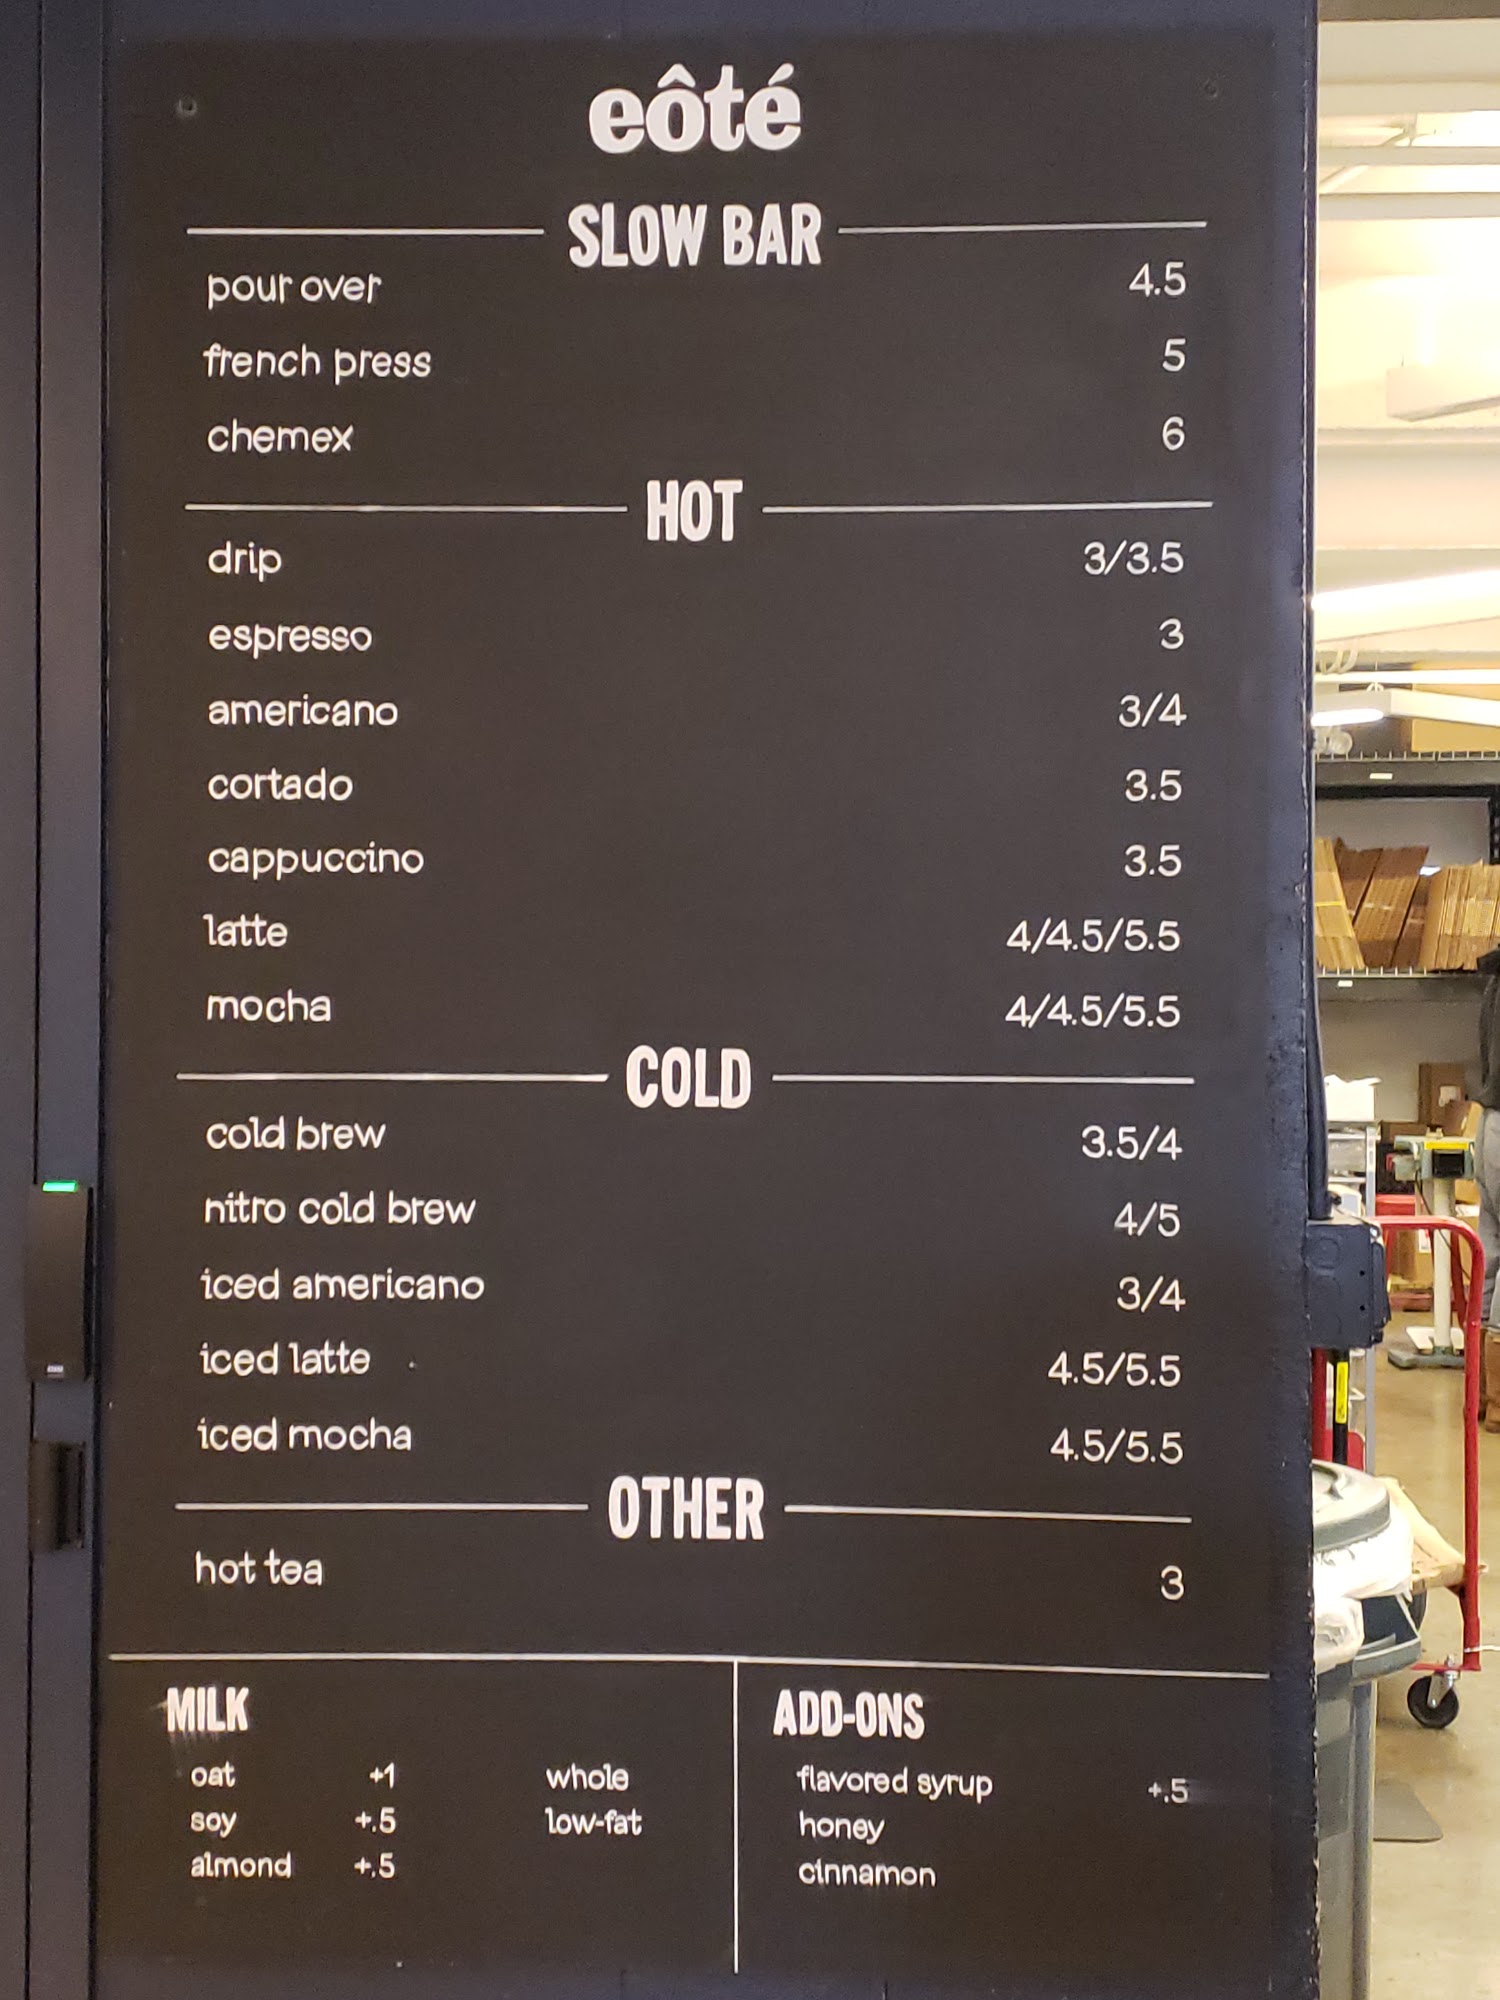 eôté
SLOW BAR
pour over 4.5
french press 5
chemex 6
HOT
drip 3/3.5
espresso 3
americano 3/4
cortado 3.5
cappuccino 3.5
latte 4/4.5/5.5
mocha 4/4.5/5.5
COLD
cold brew 3.5/4
nitro cold brew 4/5
iced americano 3/4
iced latte 4.5/5.5
iced mocha 4.5/5.5
OTHER
hot tea 3
MILK
oat +1 whole
soy +.5 low-fat
almond +.5
ADD-ONS
flavored syrup +.5
honey
cinnamon